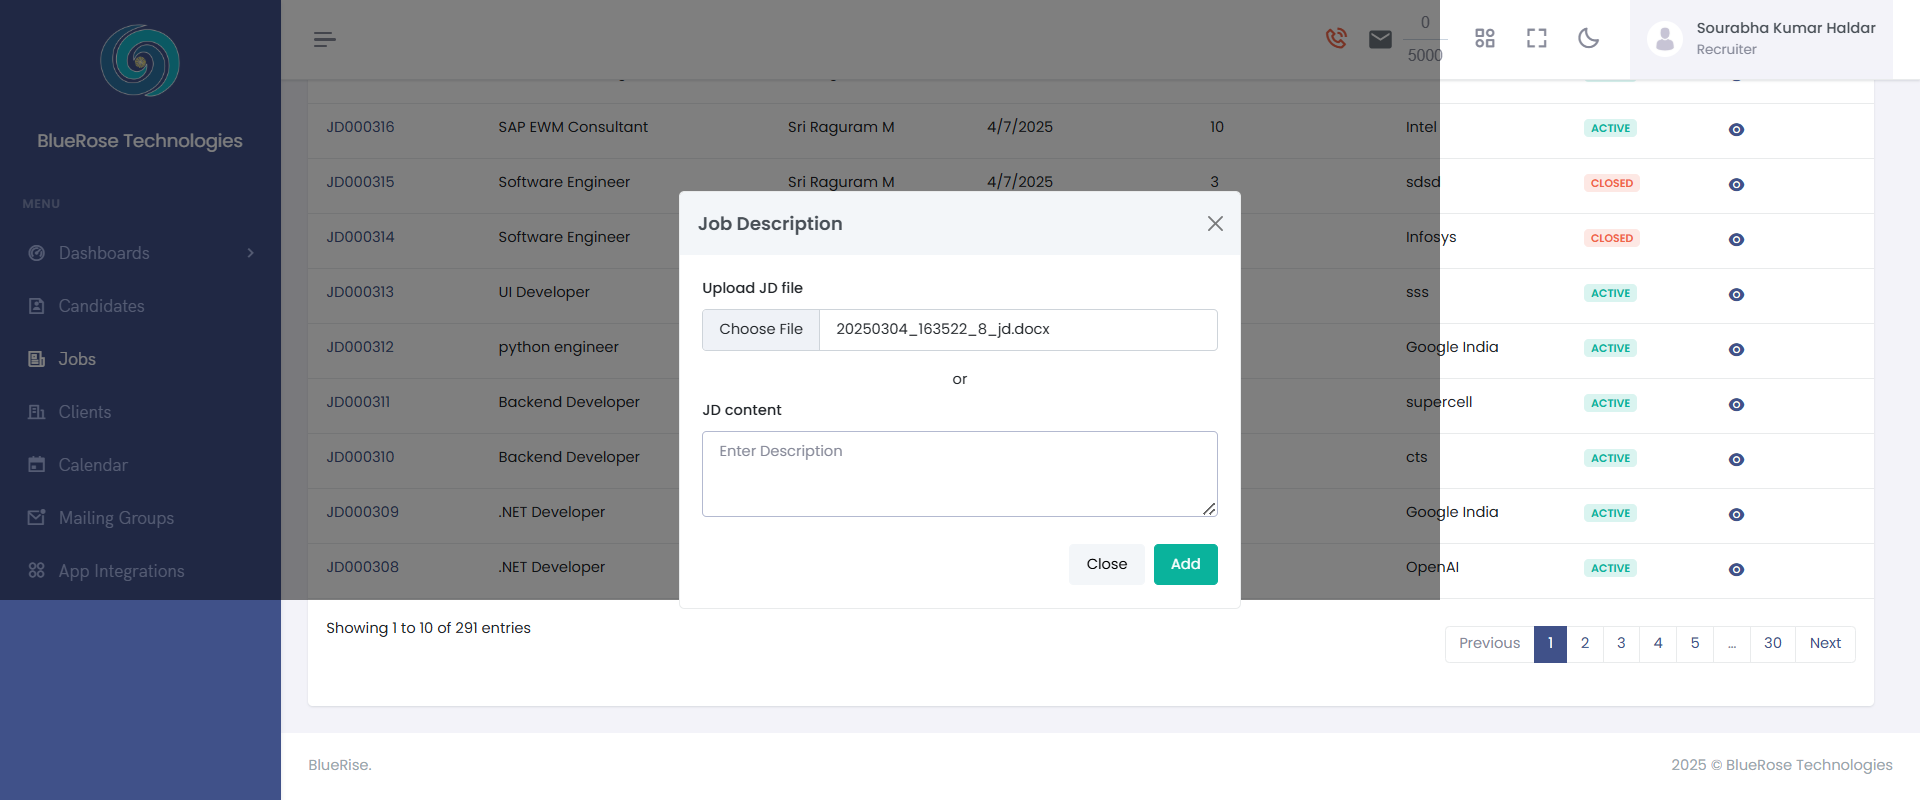 BlueRose Technologies
MENU
Dashboards
Candidates
Jobs
Clients
Calendar
Mailing Groups
App Integrations
0
5000
Sourabha Kumar Haldar
Recruiter
JD000316 SAP EWM Consultant Sri Raguram M 4/7/2025 10 Intel ACTIVE
JD000315 Software Engineer Sri Raguram M 4/7/2025 3 sdsd CLOSED
JD000314 Software Engineer Infosys CLOSED
JD000313 UI Developer sss ACTIVE
JD000312 python engineer Google India ACTIVE
JD000311 Backend Developer supercell ACTIVE
JD000310 Backend Developer cts ACTIVE
JD000309 .NET Developer Google India ACTIVE
JD000308 .NET Developer OpenAI ACTIVE
Job Description
Upload JD file
Choose File 20250304_163522_8_jd.docx
or
JD content
Enter Description
Close Add
Showing 1 to 10 of 291 entries
Previous 1 2 3 4 5 ... 30 Next
BlueRise.
2025 © BlueRose Technologies